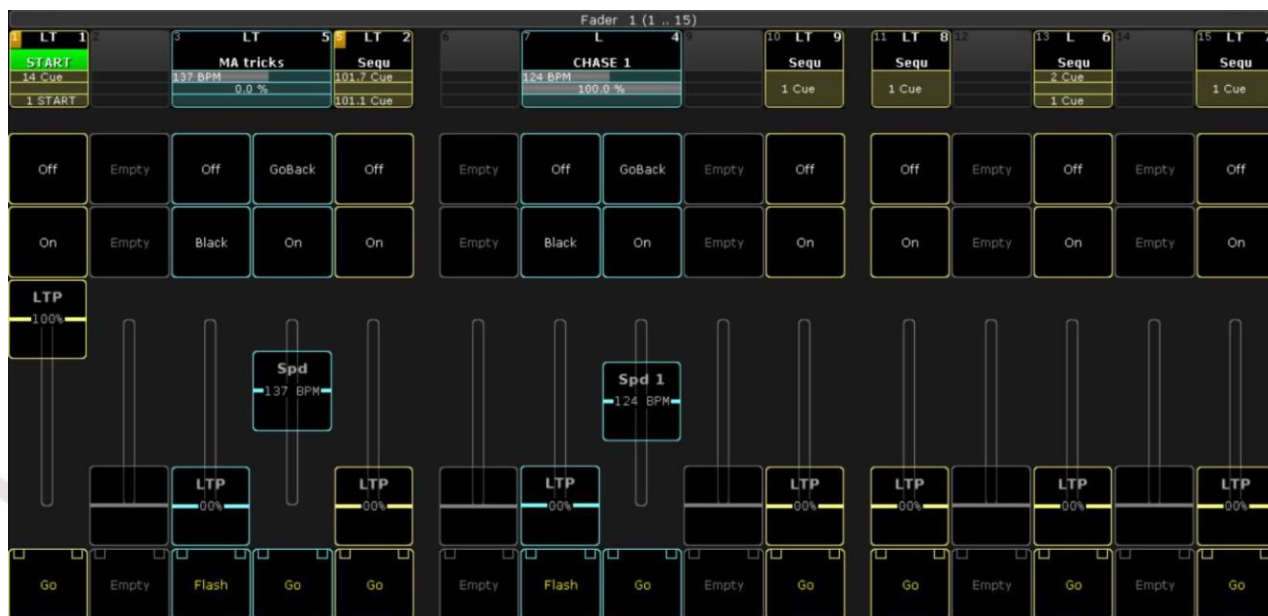 Fader 1 (1 .. 15)
1 LT 1 2 3 LT 5 5 LT 2 6 7 L 4 9 10 LT 9 11 LT 8 12 13 L 6 14 15 LT 7
START MA tricks Sequ CHASE 1 Sequ Sequ Sequ Sequ
14 Cue 137 BPM 101.7 Cue 124 BPM 2 Cue
0.0 % 100.0 % 1 Cue 1 Cue 1 Cue
1 START 101.1 Cue 1 Cue
Off Empty Off GoBack Off Empty Off GoBack Empty Off Off Empty Off Empty Off
On Empty Black On On Empty Black On Empty On On Empty On Empty On
LTP
100%
Spd
137 BPM
Spd 1
124 BPM
LTP LTP LTP LTP LTP LTP LTP
00% 00% 00% 00% 00% 00% 00%
Go Empty Flash Go Go Empty Flash Go Empty Go Go Empty Go Empty Go